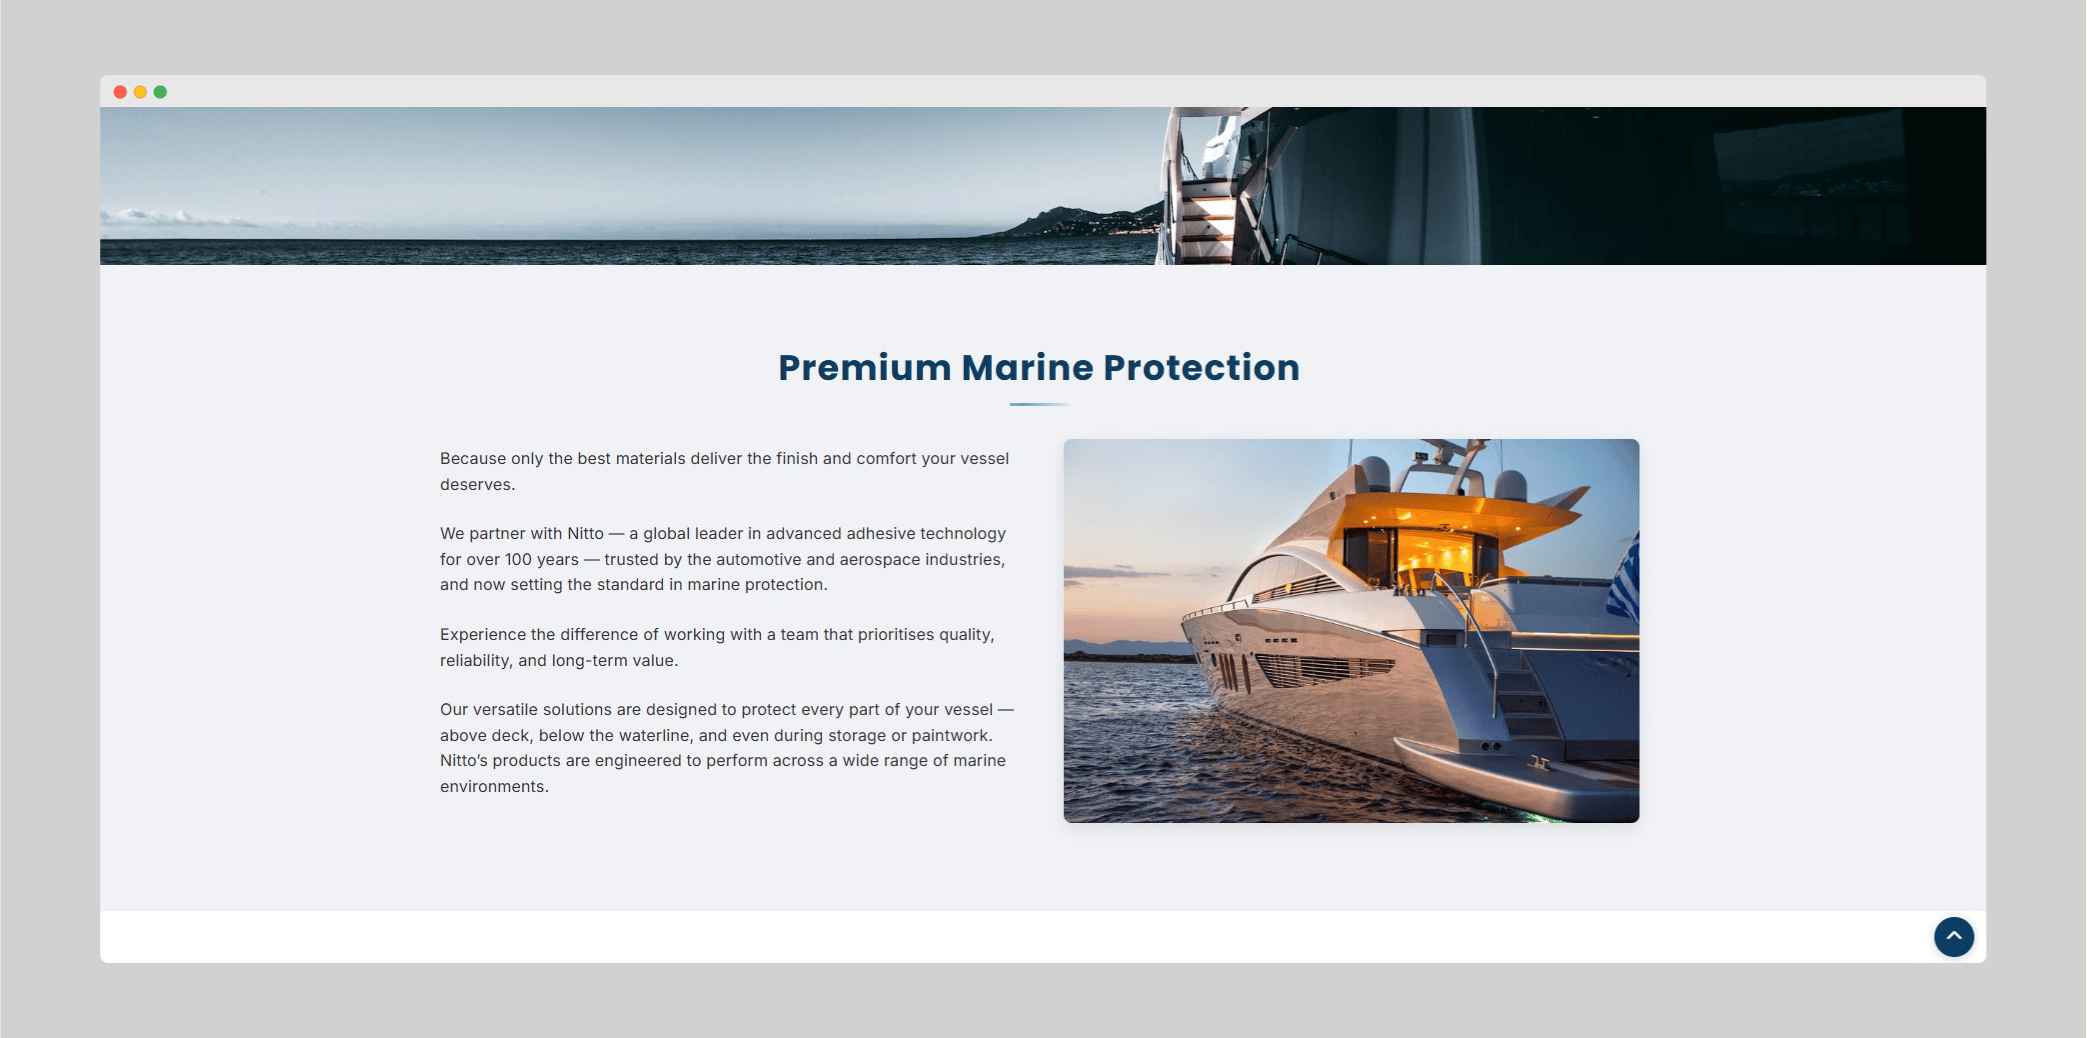 Premium Marine Protection
Because only the best materials deliver the finish and comfort your vessel
deserves.
We partner with Nitto — a global leader in advanced adhesive technology
for over 100 years — trusted by the automotive and aerospace industries,
and now setting the standard in marine protection.
Experience the difference of working with a team that prioritises quality,
reliability, and long-term value.
Our versatile solutions are designed to protect every part of your vessel —
above deck, below the waterline, and even during storage or paintwork.
Nitto’s products are engineered to perform across a wide range of marine
environments.